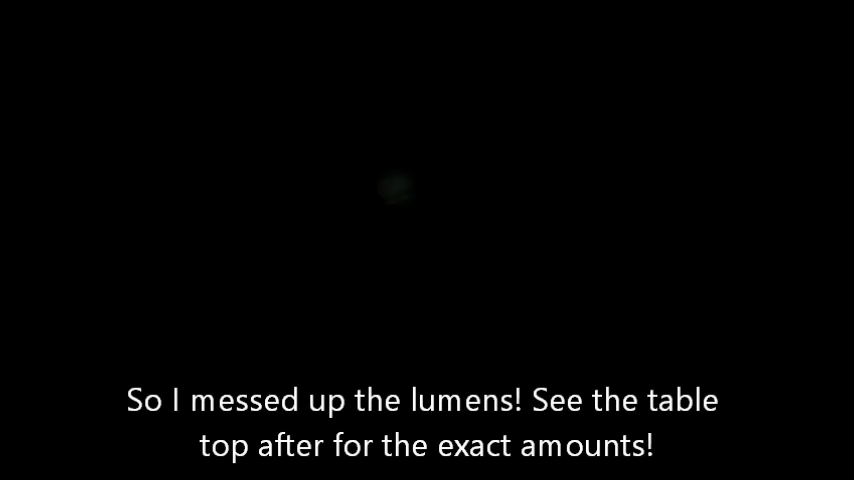 So I messed up the lumens! See the table
top after for the exact amounts!